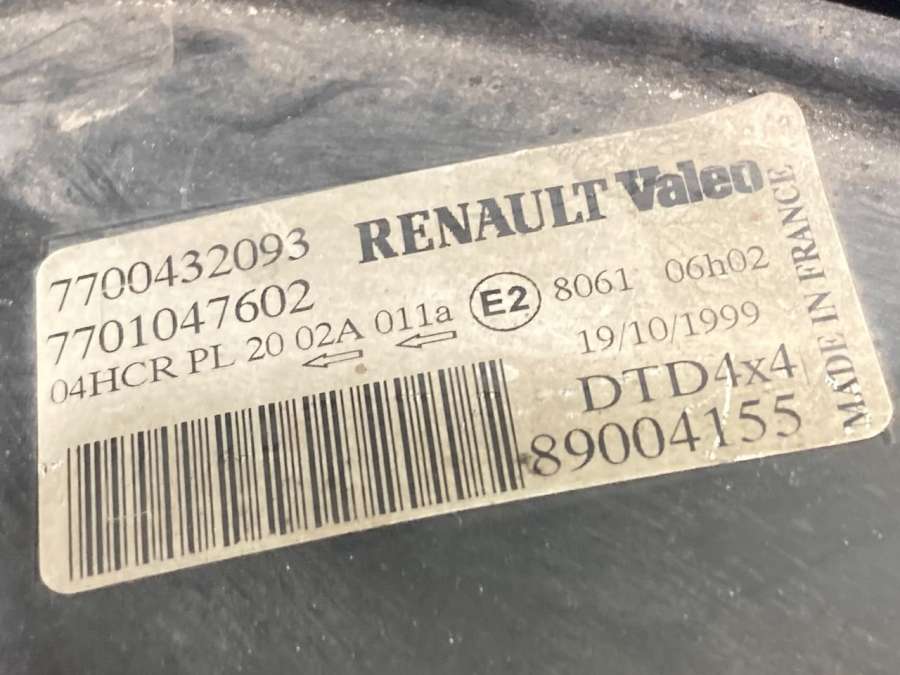 RENAULT Valeo
7700432093
7701047602
04HCR PL 20 02A 011a E2 8061 06h02
19/10/1999
DTD4x4
89004155
MADE IN FRANCE